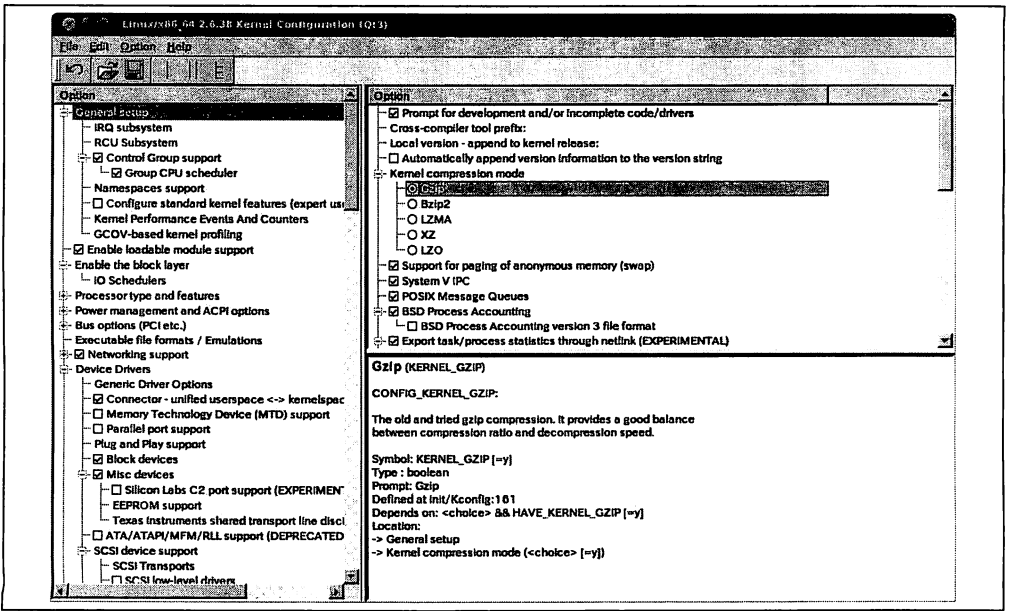 Linux/x86_64 2.6.38 Kernel Configuration (Qt3)
File Edit Option Help
Option
General setup
IRQ subsystem
RCU Subsystem
Control Group support
Group CPU scheduler
Namespaces support
Configure standard kernel features (expert use
Kernel Performance Events And Counters
GCOV-based kernel profiling
Enable loadable module support
Enable the block layer
IO Schedulers
Processor type and features
Power management and ACPI options
Bus options (PCI etc.)
Executable file formats / Emulations
Networking support
Device Drivers
Generic Driver Options
Connector - unified userspace <-> kernelspac
Memory Technology Device (MTD) support
Parallel port support
Plug and Play support
Block devices
Misc devices
Silicon Labs C2 port support (EXPERIMEN
EEPROM support
Texas Instruments shared transport line disci
ATA/ATAPI/MFM/RLL support (DEPRECATED
SCSI device support
SCSI Transports
SCSI low-level drivers
Option
Prompt for development and/or incomplete code/drivers
Cross-compiler tool prefix:
Local version - append to kernel release:
Automatically append version information to the version string
Kernel compression mode
Gzip
Bzip2
LZMA
XZ
LZO
Support for paging of anonymous memory (swap)
System V IPC
POSIX Message Queues
BSD Process Accounting
BSD Process Accounting version 3 file format
Export task/process statistics through netlink (EXPERIMENTAL)
Gzip (KERNEL_GZIP)
CONFIG_KERNEL_GZIP:
The old and tried gzip compression. It provides a good balance
between compression ratio and decompression speed.
Symbol: KERNEL_GZIP [=y]
Type : boolean
Prompt: Gzip
Defined at init/Kconfig:161
Depends on: <choice> && HAVE_KERNEL_GZIP [=y]
Location:
-> General setup
-> Kernel compression mode (<choice> [=y])